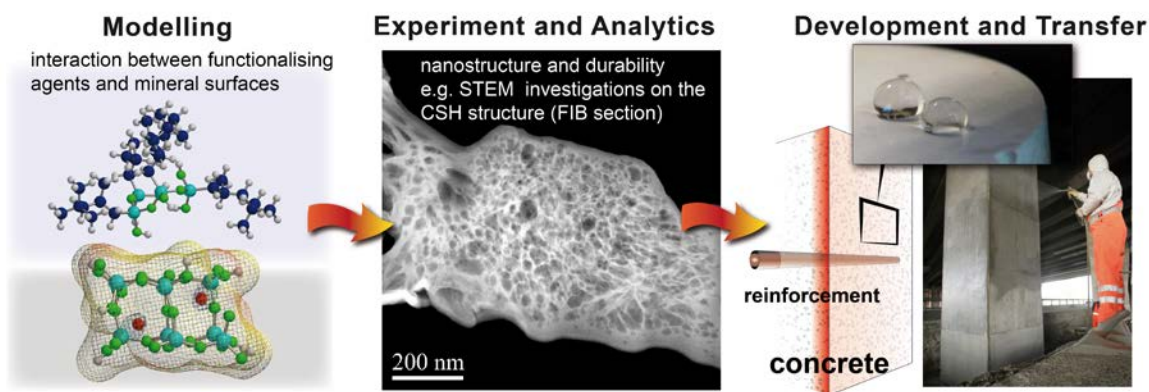 Modelling
interaction between functionalising
agents and mineral surfaces
Experiment and Analytics
nanostructure and durability
e.g. STEM investigations on the
CSH structure (FIB section)
200 nm
Development and Transfer
reinforcement
concrete